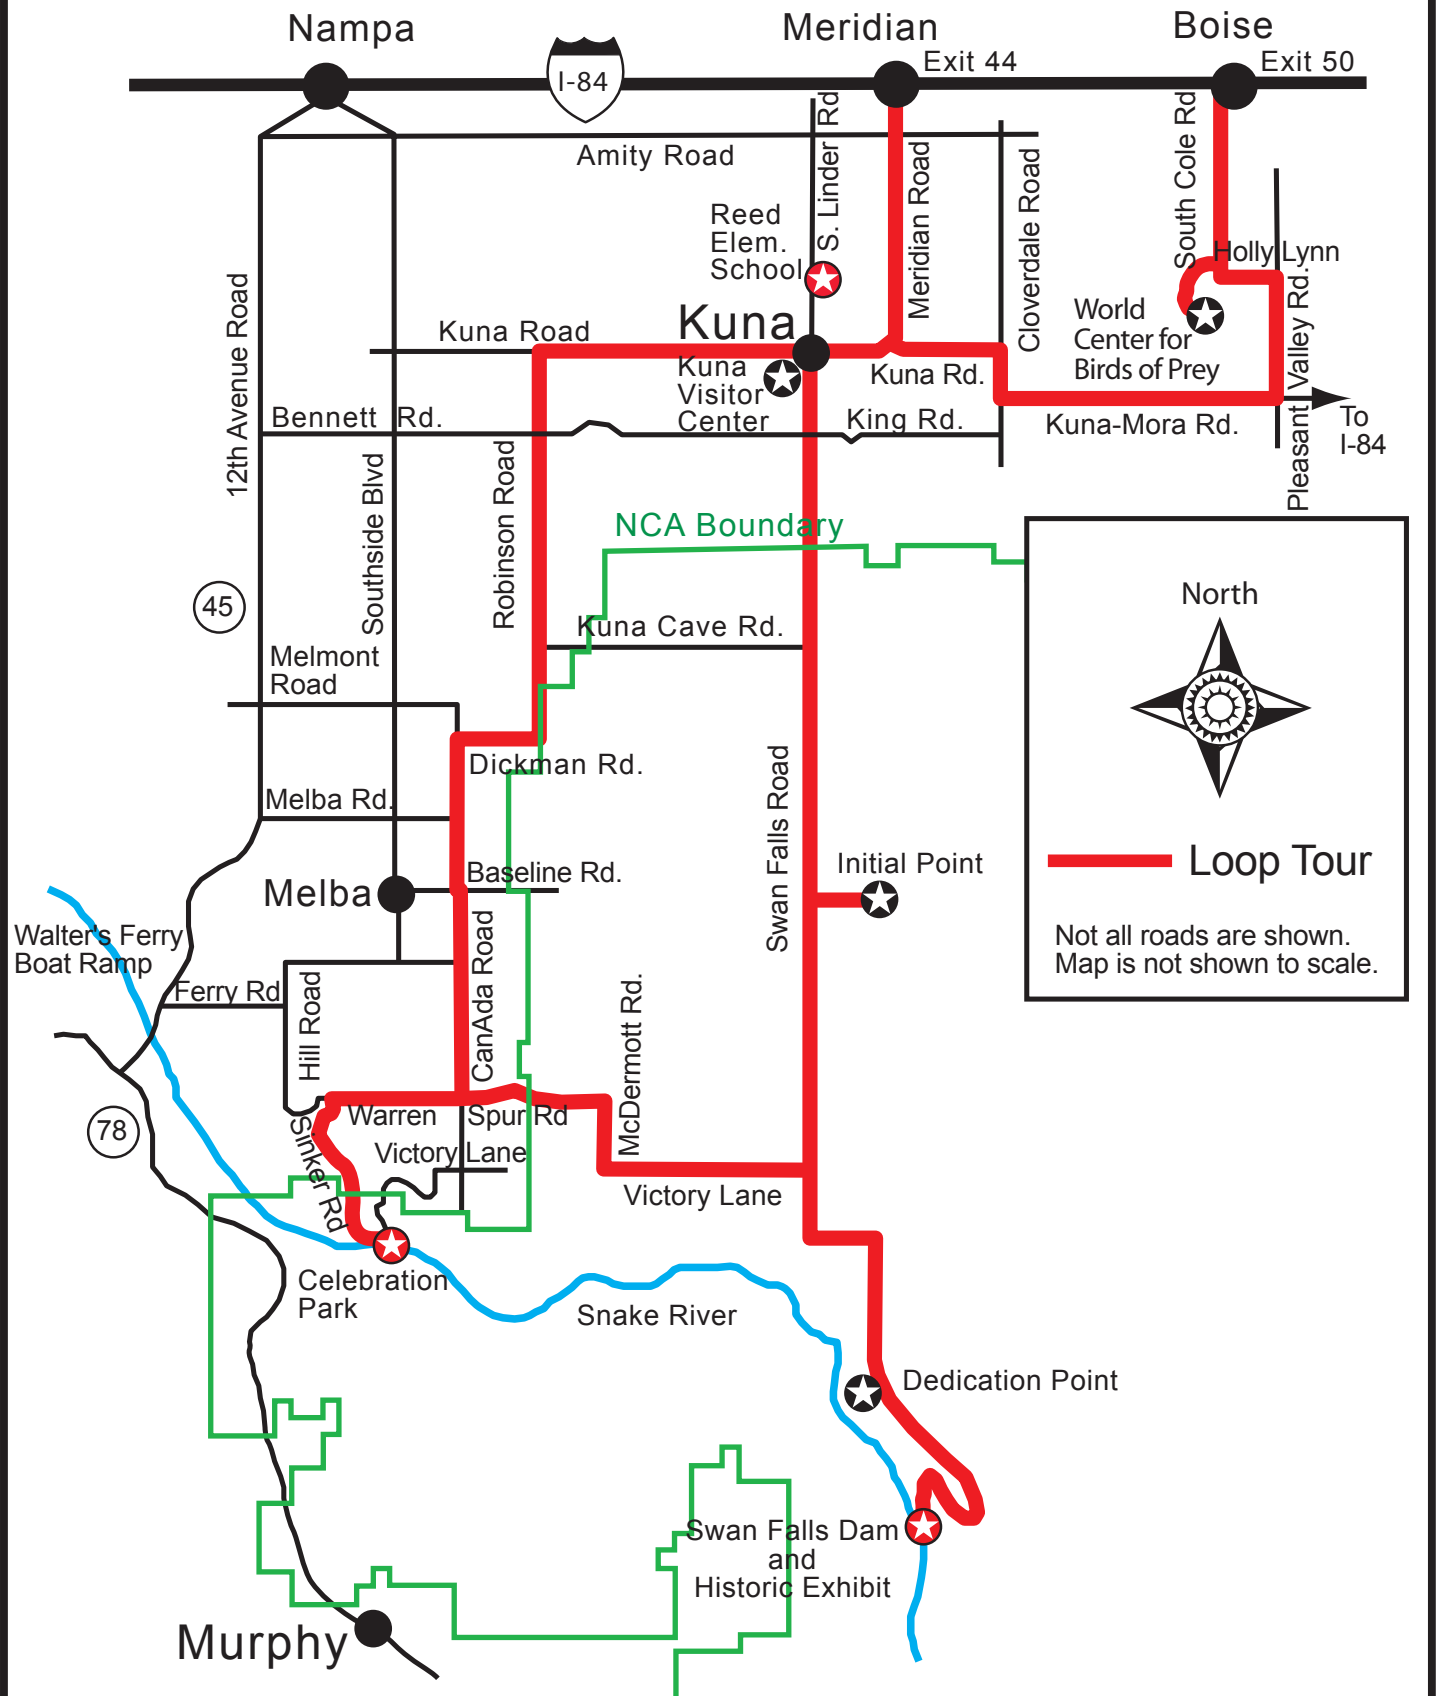 Nampa
Meridian
Boise
I-84
Exit 44
Exit 50
Amity Road
S. Linder Rd
Meridian Road
Cloverdale Road
South Cole Rd
Holly Lynn
Pleasant Valley Rd.
Reed
Elem.
School
World
Center for
Birds of Prey
12th Avenue Road
Kuna Road
Kuna
Kuna
Visitor
Center
Kuna Rd.
Kuna-Mora Rd.
To
I-84
Bennett Rd.
King Rd.
Southside Blvd
Robinson Road
NCA Boundary
45
Kuna Cave Rd.
Melmont
Road
North
Dickman Rd.
Melba Rd.
Swan Falls Road
Loop Tour
Not all roads are shown.
Map is not shown to scale.
Initial Point
Baseline Rd.
Melba
Walter's Ferry
Boat Ramp
Ferry Rd
Hill Road
CanAda Road
McDermott Rd.
78
Warren Spur Rd
Sinker Rd
Victory Lane
Victory Lane
Celebration
Park
Snake River
Dedication Point
Swan Falls Dam
and
Historic Exhibit
Murphy